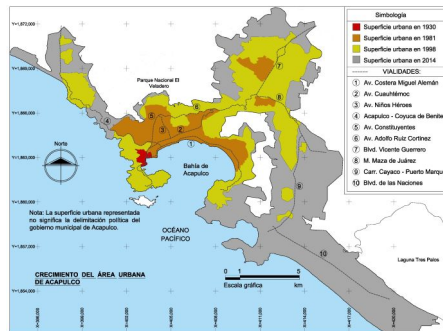 Simbología
Superficie urbana en 1930
Superficie urbana en 1981
Superficie urbana en 1998
Superficie urbana en 2014
VIALIDADES:
1 Av. Costera Miguel Alemán
2 Av. Cuauhtémoc
3 Av. Niños Héroes
4 Acapulco - Coyuca de Benite
5 Av. Constituyentes
6 Av. Adolfo Ruiz Cortinez
7 Blvd. Vicente Guerrero
8 M. Maza de Juárez
9 Carr. Cayaco - Puerto Marqu
10 Blvd. de las Naciones
Parque Nacional El
Veladero
Norte
Bahía de
Acapulco
Nota: La superficie urbana representada
no significa la delimitación política del
gobierno municipal de Acapulco.
OCÉANO
PACÍFICO
Laguna Tres Palos
CRECIMIENTO DEL ÁREA URBANA
DE ACAPULCO
0 1 5
Escala gráfica km